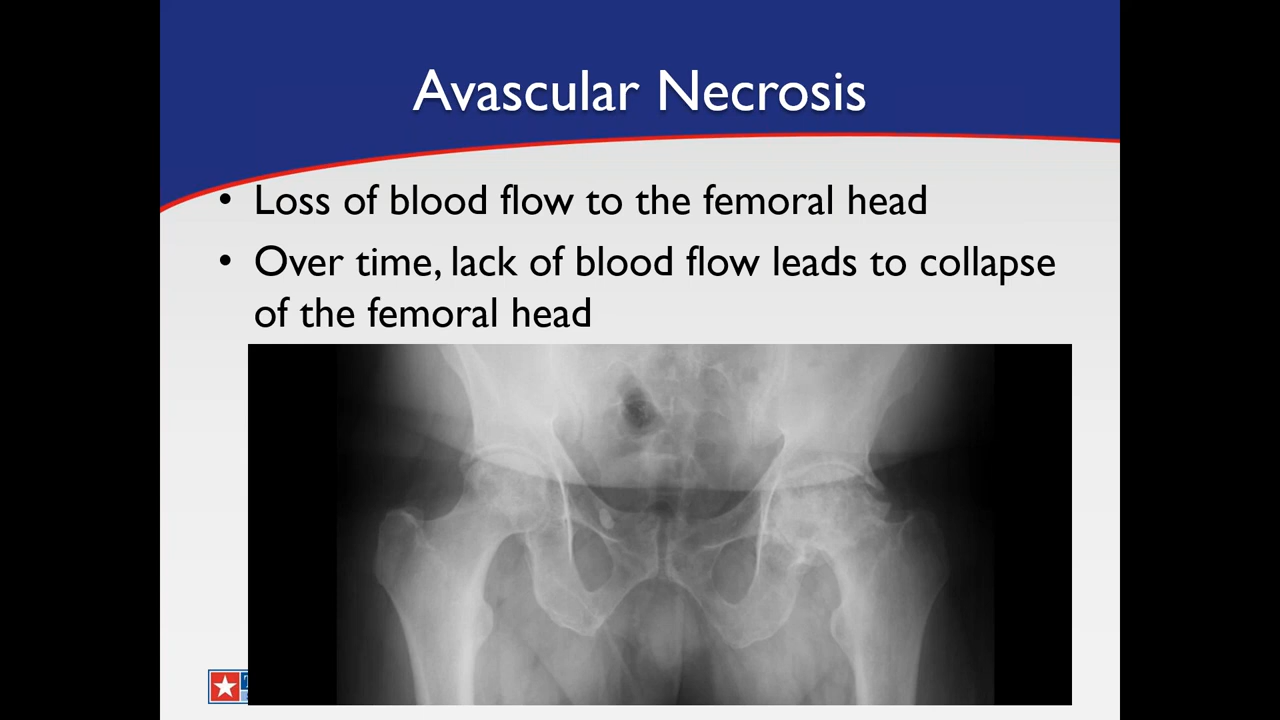 Avascular Necrosis
• Loss of blood flow to the femoral head
• Over time, lack of blood flow leads to collapse
of the femoral head